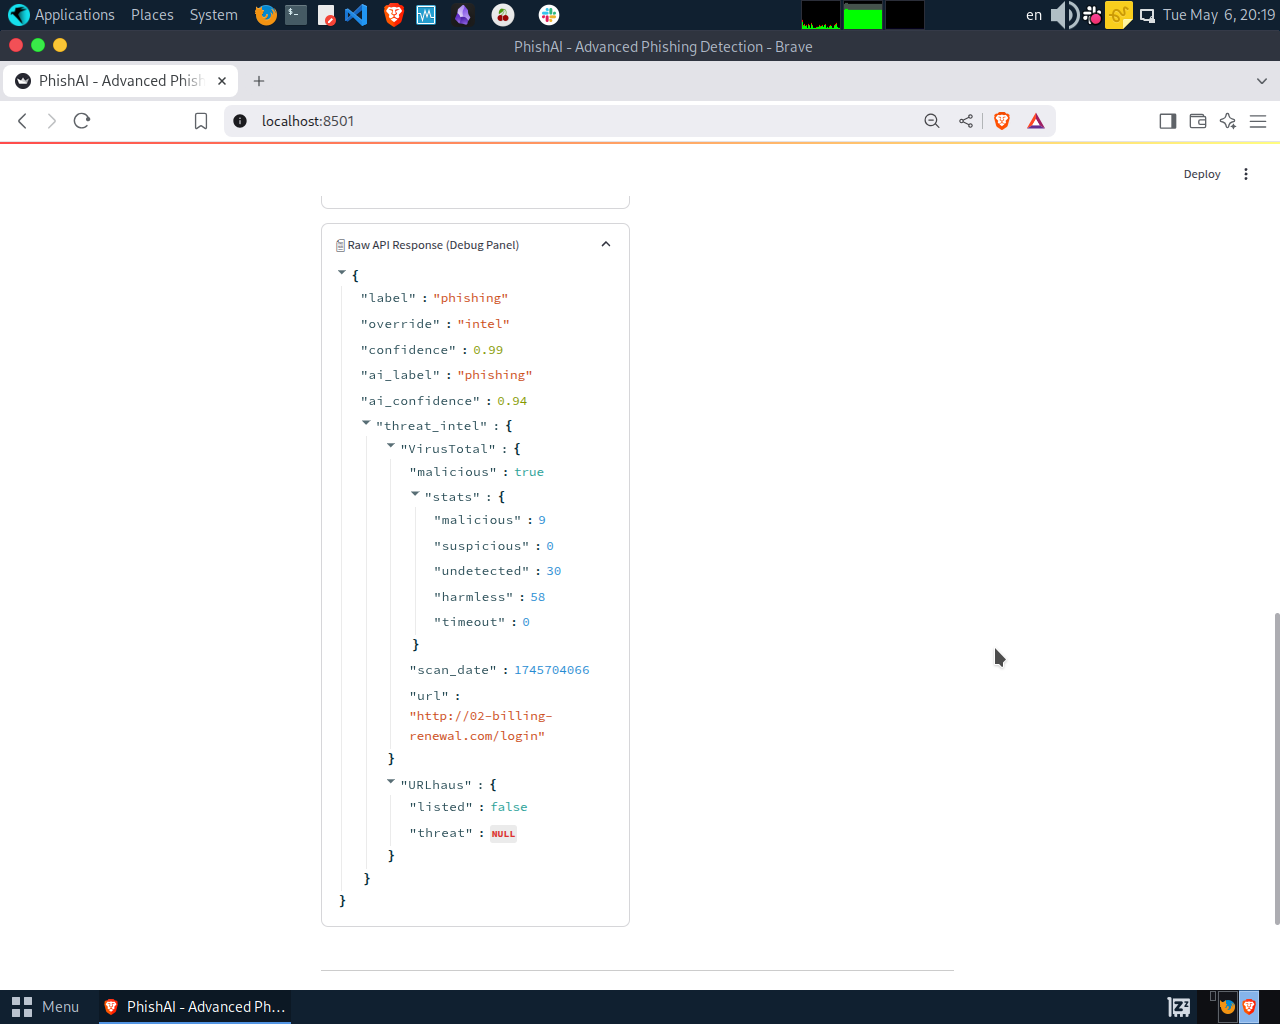 Applications Places System en Tue May 6, 20:19
PhishAI - Advanced Phishing Detection - Brave
PhishAI - Advanced Phish
localhost:8501
Deploy
Raw API Response (Debug Panel)
{
"label" : "phishing"
"override" : "intel"
"confidence" : 0.99
"ai_label" : "phishing"
"ai_confidence" : 0.94
"threat_intel" : {
"VirusTotal" : {
"malicious" : true
"stats" : {
"malicious" : 9
"suspicious" : 0
"undetected" : 30
"harmless" : 58
"timeout" : 0
}
"scan_date" : 1745704066
"url" :
"http://02-billing-
renewal.com/login"
}
"URLhaus" : {
"listed" : false
"threat" : NULL
}
}
}
Menu PhishAI - Advanced Ph...